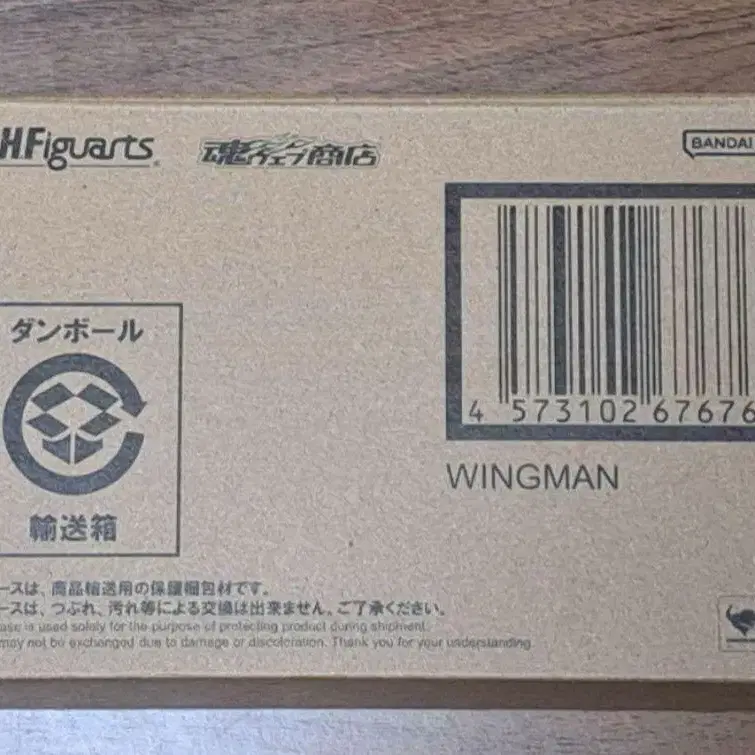 H.Figuarts
魂ウェブ商店
BANDAI
ダンボール
輸送箱
4 573102 67676
WINGMAN
ースは、商品輸送用の保護梱包材です。
ースは、つぶれ、汚れ等による交換は出来ません。ご了承ください。
ase is used solely for the purpose of protecting product during shipment.
may not be exchanged due to damage or discoloration. Thank you for your understanding.